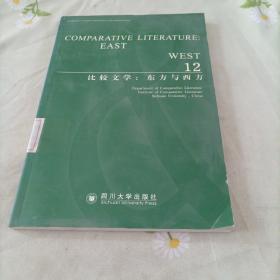 COMPARATIVE LITERATURE:
EAST
WEST
12
比较文学：东方与西方
Department of Comparative Literature
Institute of Comparative Literature
Sichuan University, China
四川大学出版社
Sichuan University Press